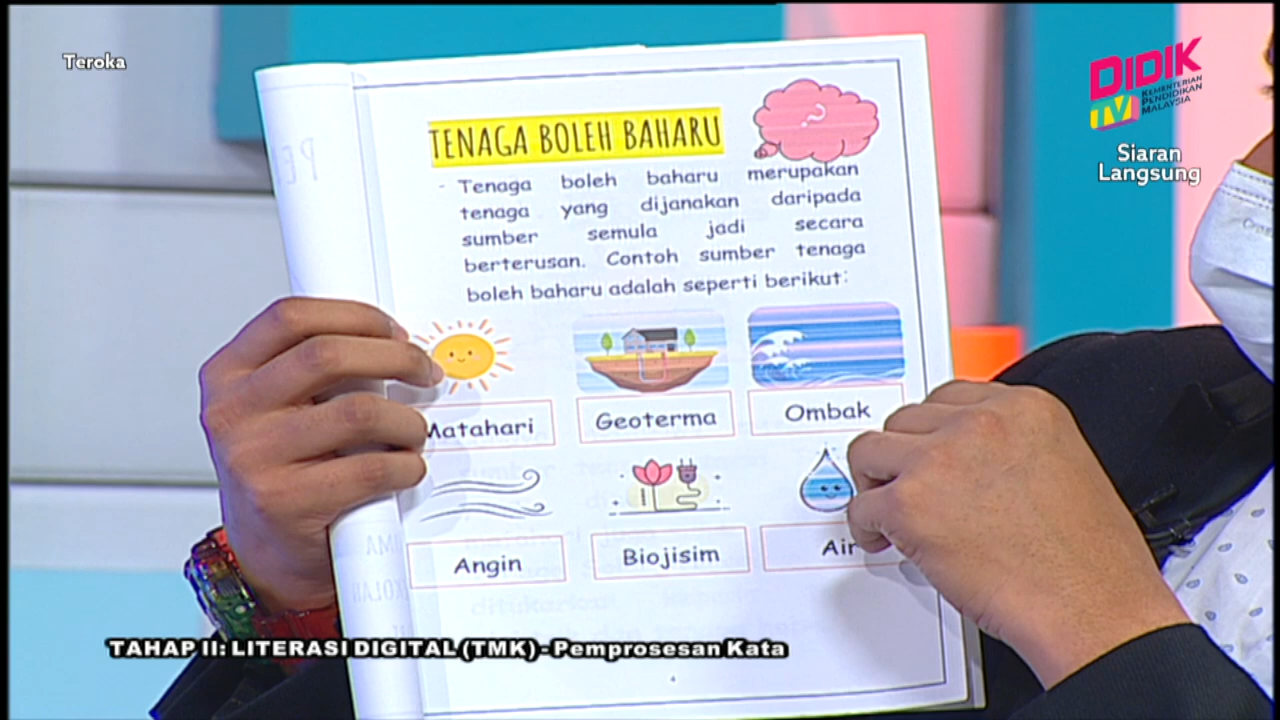 Teroka
DIDIK
TV
KEMENTERIAN
PENDIDIKAN
MALAYSIA
Siaran
Langsung
TENAGA BOLEH BAHARU
?
- Tenaga boleh baharu merupakan
tenaga yang dijanakan daripada
sumber semula jadi secara
berterusan. Contoh sumber tenaga
boleh baharu adalah seperti berikut:
Matahari
Geoterma
Ombak
Angin
Biojisim
Air
TAHAP II: LITERASI DIGITAL (TMK) - Pemprosesan Kata